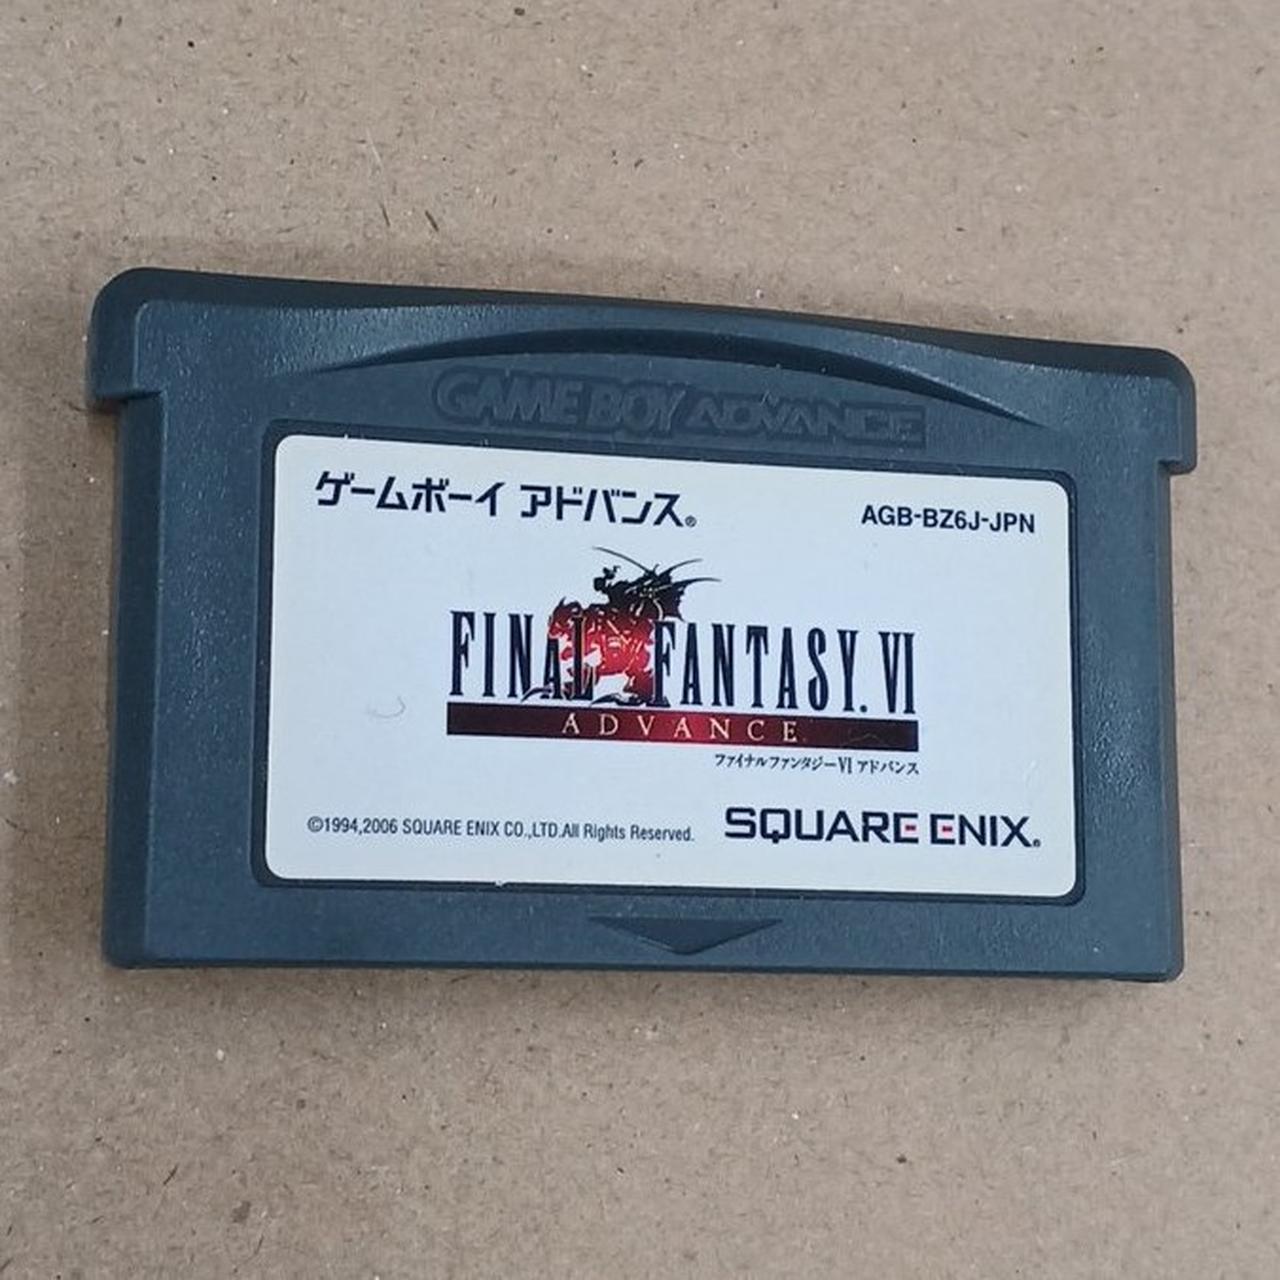 GAME BOY ADVANCE
ゲームボーイ アドバンス®
AGB-BZ6J-JPN
FINAL FANTASY. VI
ADVANCE
ファイナルファンタジーVI アドバンス
©1994,2006 SQUARE ENIX CO.,LTD.All Rights Reserved.
SQUARE ENIX®